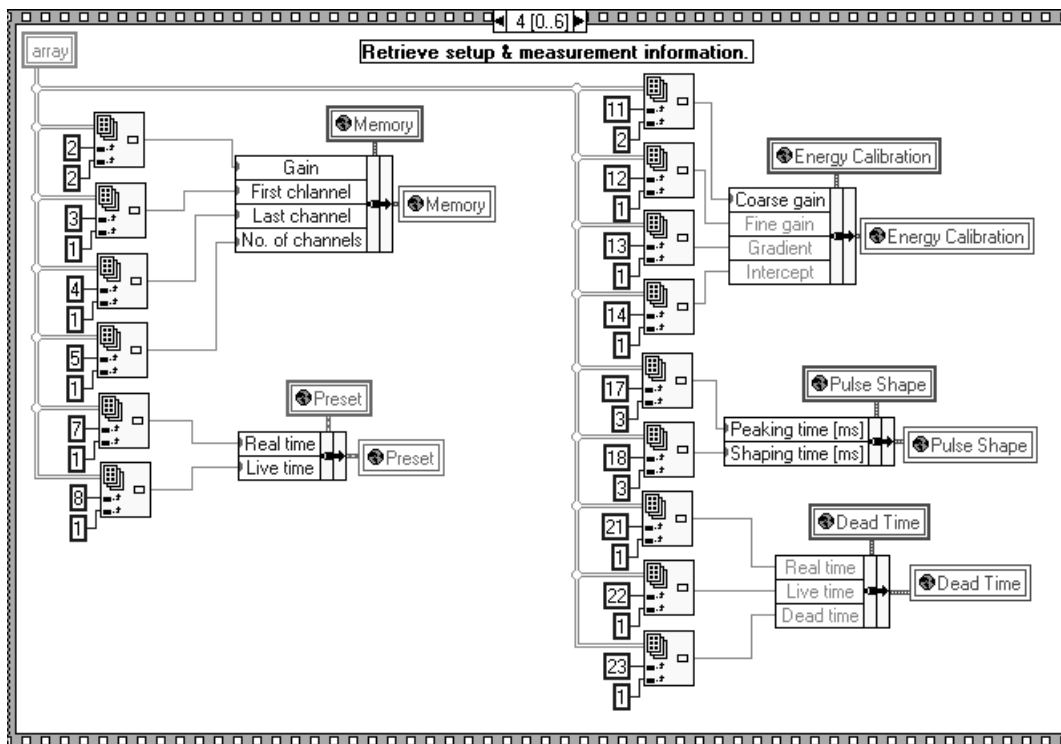 4 [0..6]
array
Retrieve setup & measurement information.
2
2
3
1
4
1
5
1
7
1
8
1
Memory
Gain
First chlannel
Last channel
No. of channels
Memory
Preset
Real time
Live time
Preset
11
2
12
1
13
1
14
1
17
3
18
3
21
1
22
1
23
1
Energy Calibration
Coarse gain
Fine gain
Gradient
Intercept
Energy Calibration
Pulse Shape
Peaking time [ms]
Shaping time [ms]
Pulse Shape
Dead Time
Real time
Live time
Dead time
Dead Time